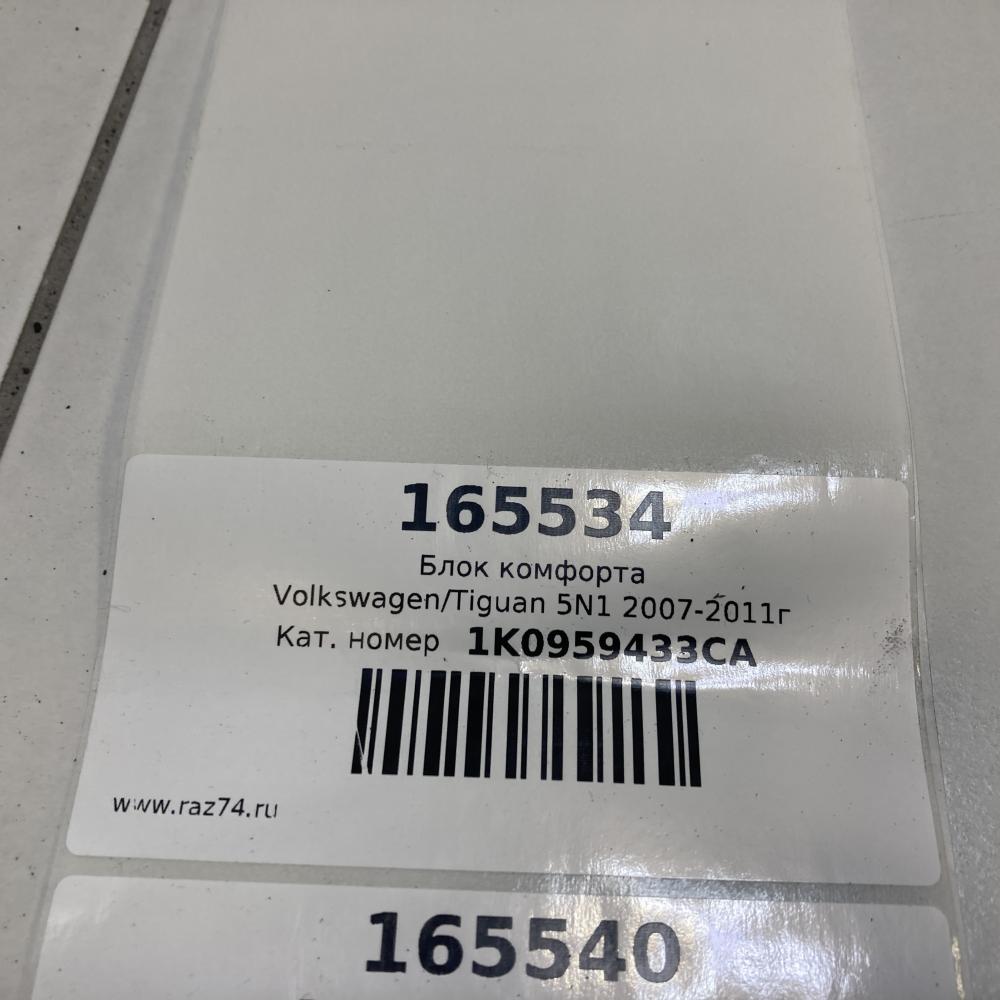 165534
Блок комфорта
Volkswagen/Tiguan 5N1 2007-2011г
Кат. номер 1K0959433CA
www.raz74.ru
165540